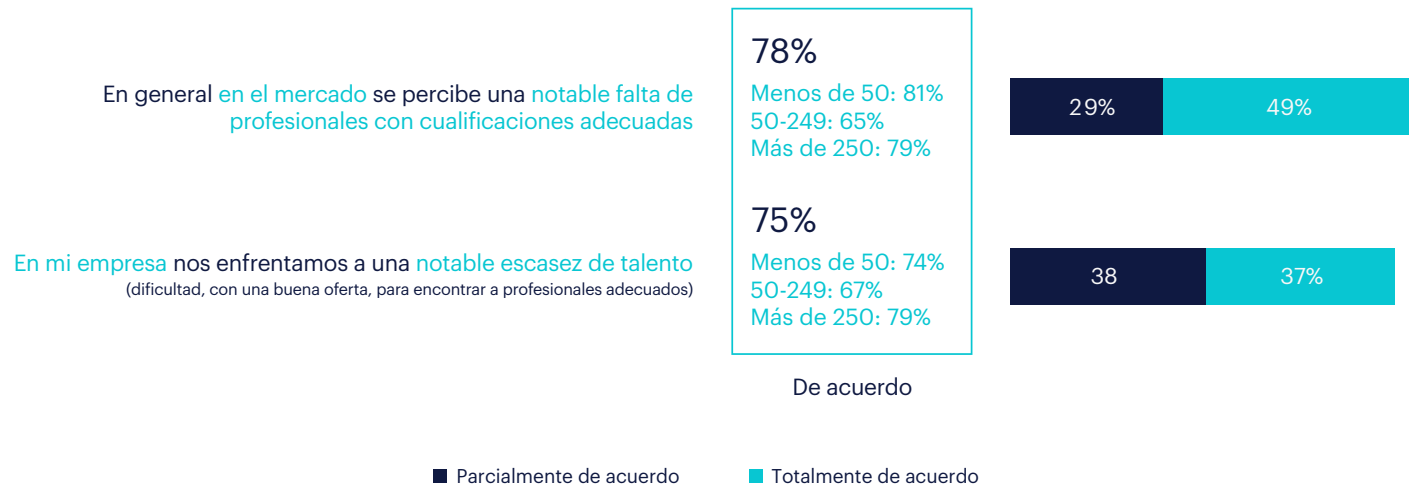 78%
En general en el mercado se percibe una notable falta de
profesionales con cualificaciones adecuadas
Menos de 50: 81%
50-249: 65%
Más de 250: 79%
29%
49%
75%
En mi empresa nos enfrentamos a una notable escasez de talento
(dificultad, con una buena oferta, para encontrar a profesionales adecuados)
Menos de 50: 74%
50-249: 67%
Más de 250: 79%
38
37%
De acuerdo
Parcialmente de acuerdo
Totalmente de acuerdo